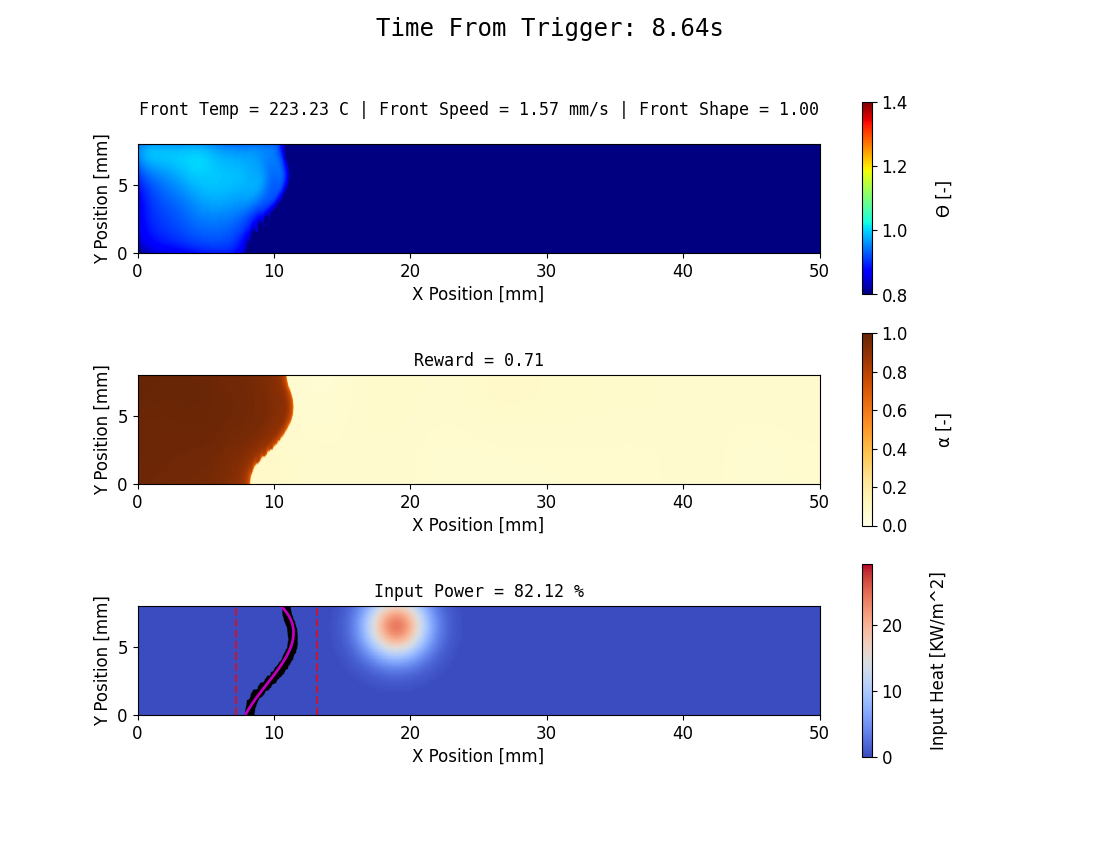 Time From Trigger: 8.64s
Front Temp = 223.23 C | Front Speed = 1.57 mm/s | Front Shape = 1.00
Y Position [mm]
5
0
0 10 20 30 40 50
X Position [mm]
1.4
1.2
1.0
0.8
Θ [-]
Reward = 0.71
Y Position [mm]
5
0
0 10 20 30 40 50
X Position [mm]
1.0
0.8
0.6
0.4
0.2
0.0
α [-]
Input Power = 82.12 %
Y Position [mm]
5
0
0 10 20 30 40 50
X Position [mm]
20
10
0
Input Heat [KW/m^2]